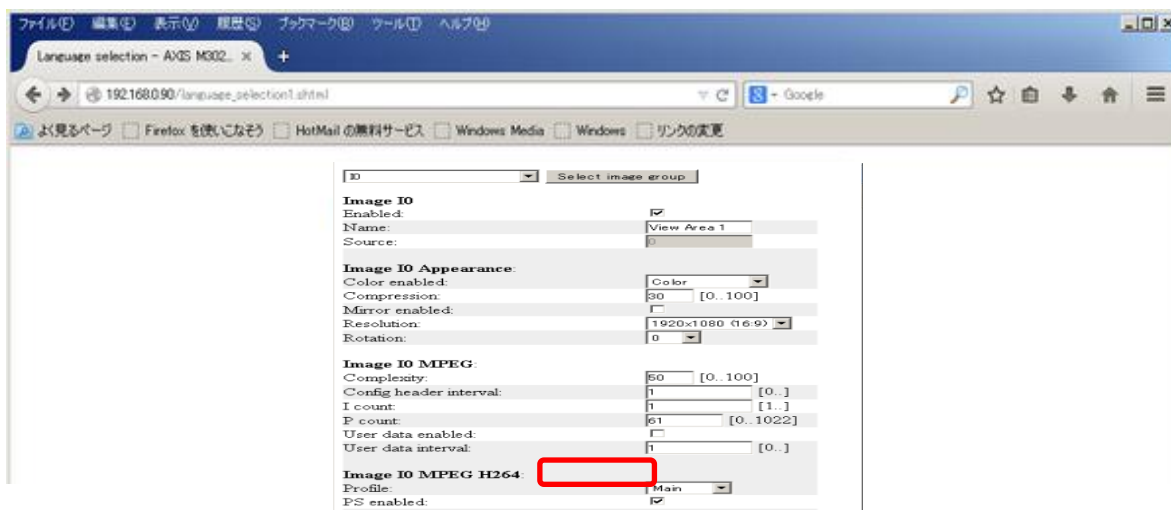 ファイル(F) 編集(E) 表示(V) 履歴(S) ブックマーク(B) ツール(T) ヘルプ(H)
Language selection - AXIS M302... × +
192.168.0.90/language_selection1.shtml 8 - Google
よく見るページ Firefox を使いこなそう HotMail の無料サービス Windows Media Windows リンクの変更
I0 Select image group
Image I0
Enabled:
Name: View Area 1
Source: 0
Image I0 Appearance:
Color enabled: Color
Compression: 30 [0..100]
Mirror enabled:
Resolution: 1920x1080 (16:9)
Rotation: 0
Image I0 MPEG:
Complexity: 50 [0..100]
Config header interval: 1 [0..]
I count: 1 [1..]
P count: 61 [0..1022]
User data enabled:
User data interval: 1 [0..]
Image I0 MPEG H264:
Profile: Main
PS enabled: